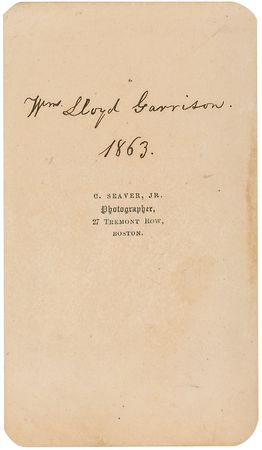 Wm. Lloyd Garrison.
1863.
C. SEAVER, JR.
Photographer,
27 TREMONT ROW,
BOSTON.